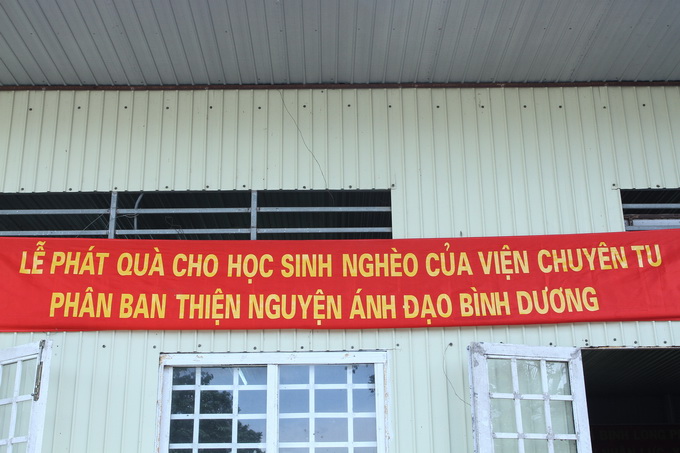 LỄ PHÁT QUÀ CHO HỌC SINH NGHÈO CỦA VIỆN CHUYÊN TU
PHÂN BAN THIỆN NGUYỆN ÁNH ĐẠO BÌNH DƯƠNG